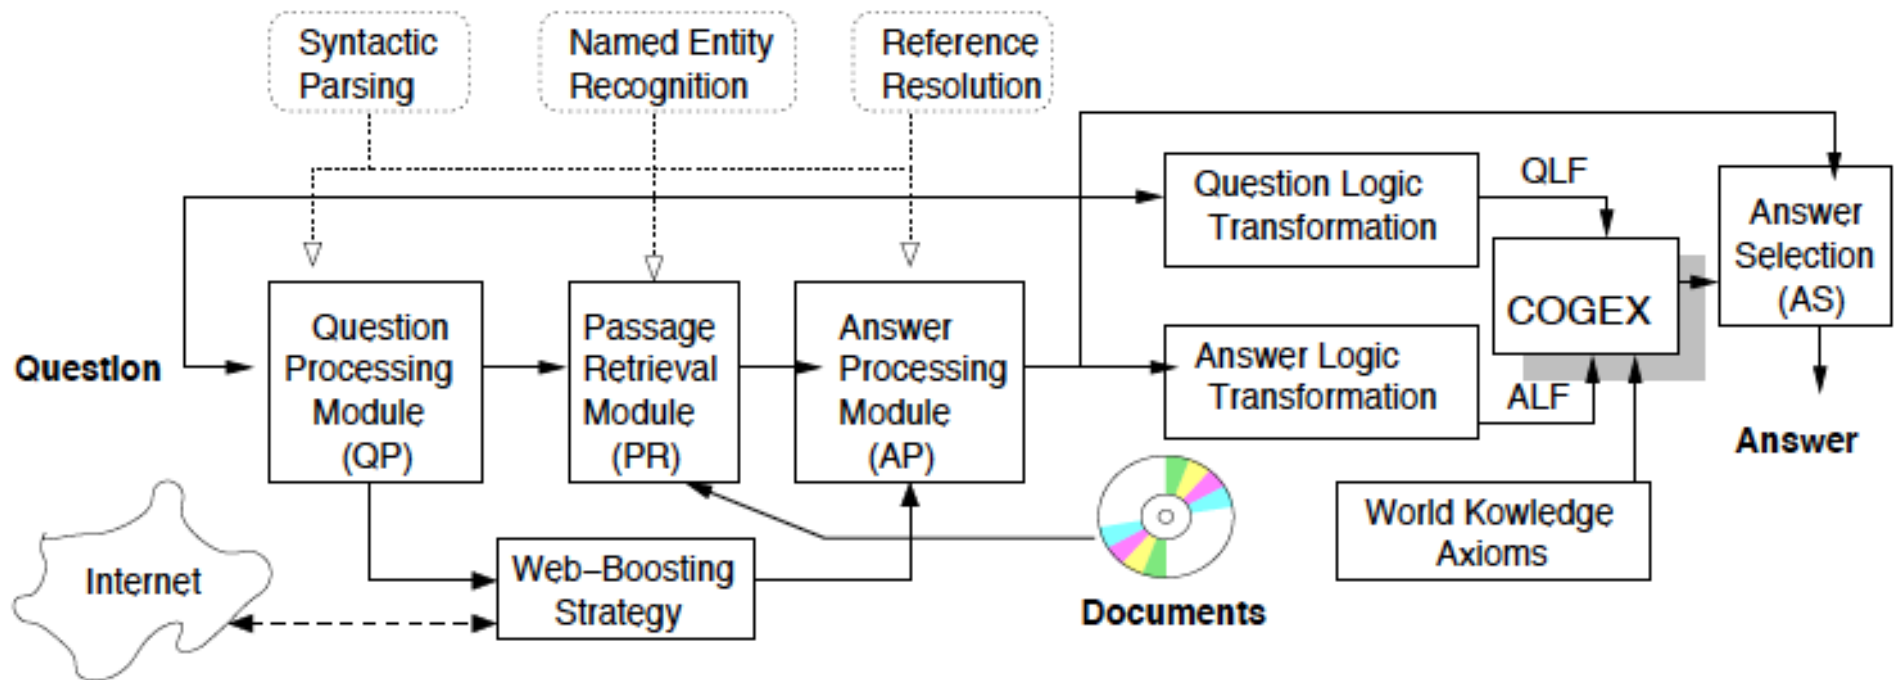 Syntactic
Parsing
Named Entity
Recognition
Reference
Resolution
Question Logic
Transformation
QLF
Answer
Selection
(AS)
COGEX
Question
Question
Processing
Module
(QP)
Passage
Retrieval
Module
(PR)
Answer
Processing
Module
(AP)
Answer Logic
Transformation
ALF
Answer
World Kowledge
Axioms
Internet
Web–Boosting
Strategy
Documents